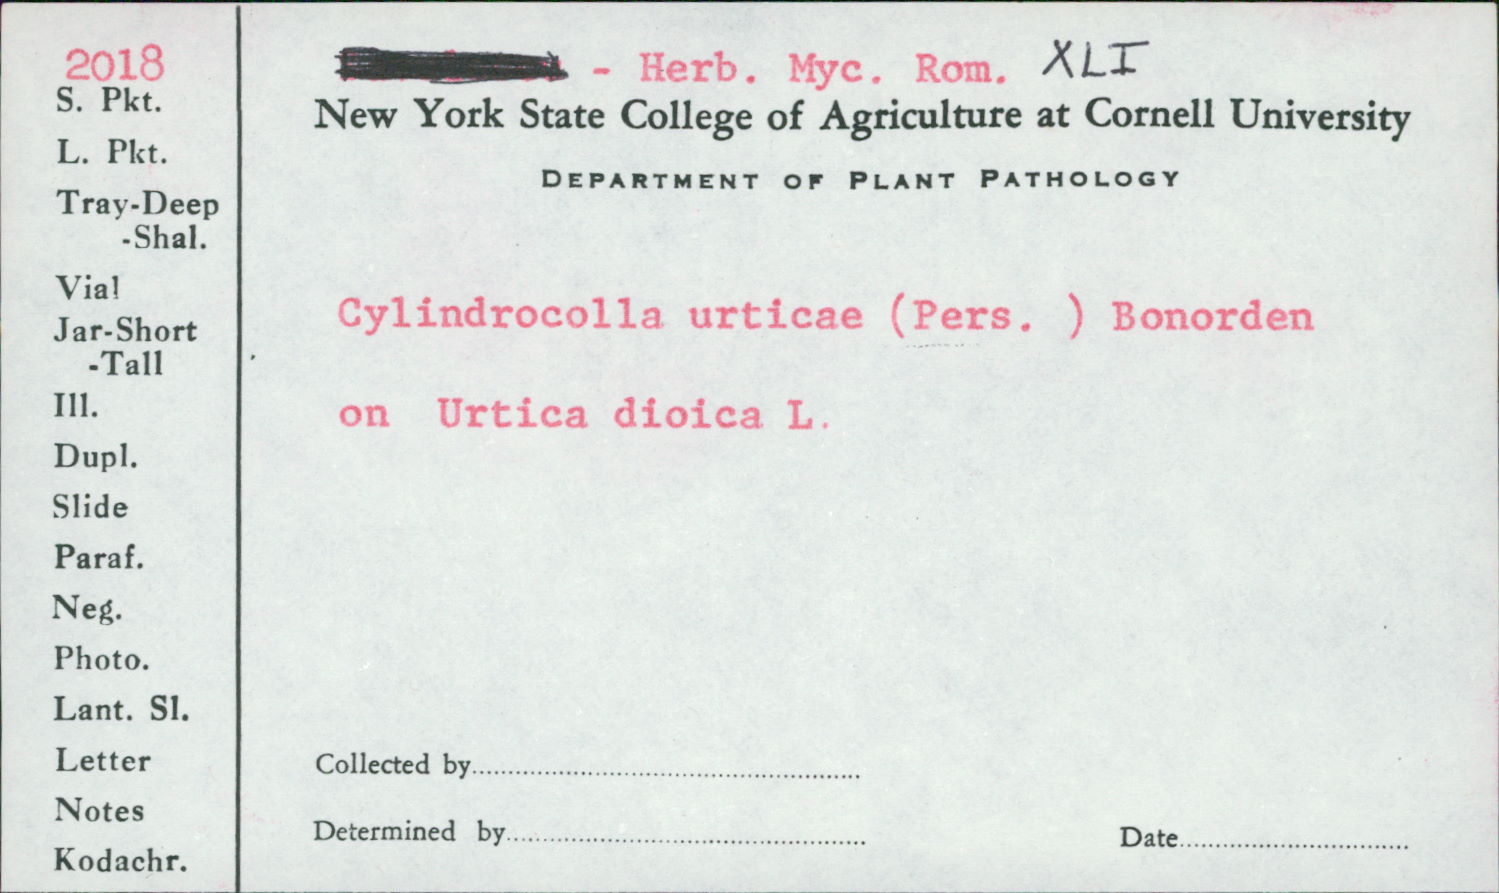 2018
S. Pkt.
L. Pkt.
Tray-Deep
-Shal.
Vial
Jar-Short
-Tall
Ill.
Dupl.
Slide
Paraf.
Neg.
Photo.
Lant. Sl.
Letter
Notes
Kodachr.
- Herb. Myc. Rom. XLI
New York State College of Agriculture at Cornell University
DEPARTMENT OF PLANT PATHOLOGY
Cylindrocolla urticae (Pers. ) Bonorden
on Urtica dioica L.
Collected by
Determined by
Date